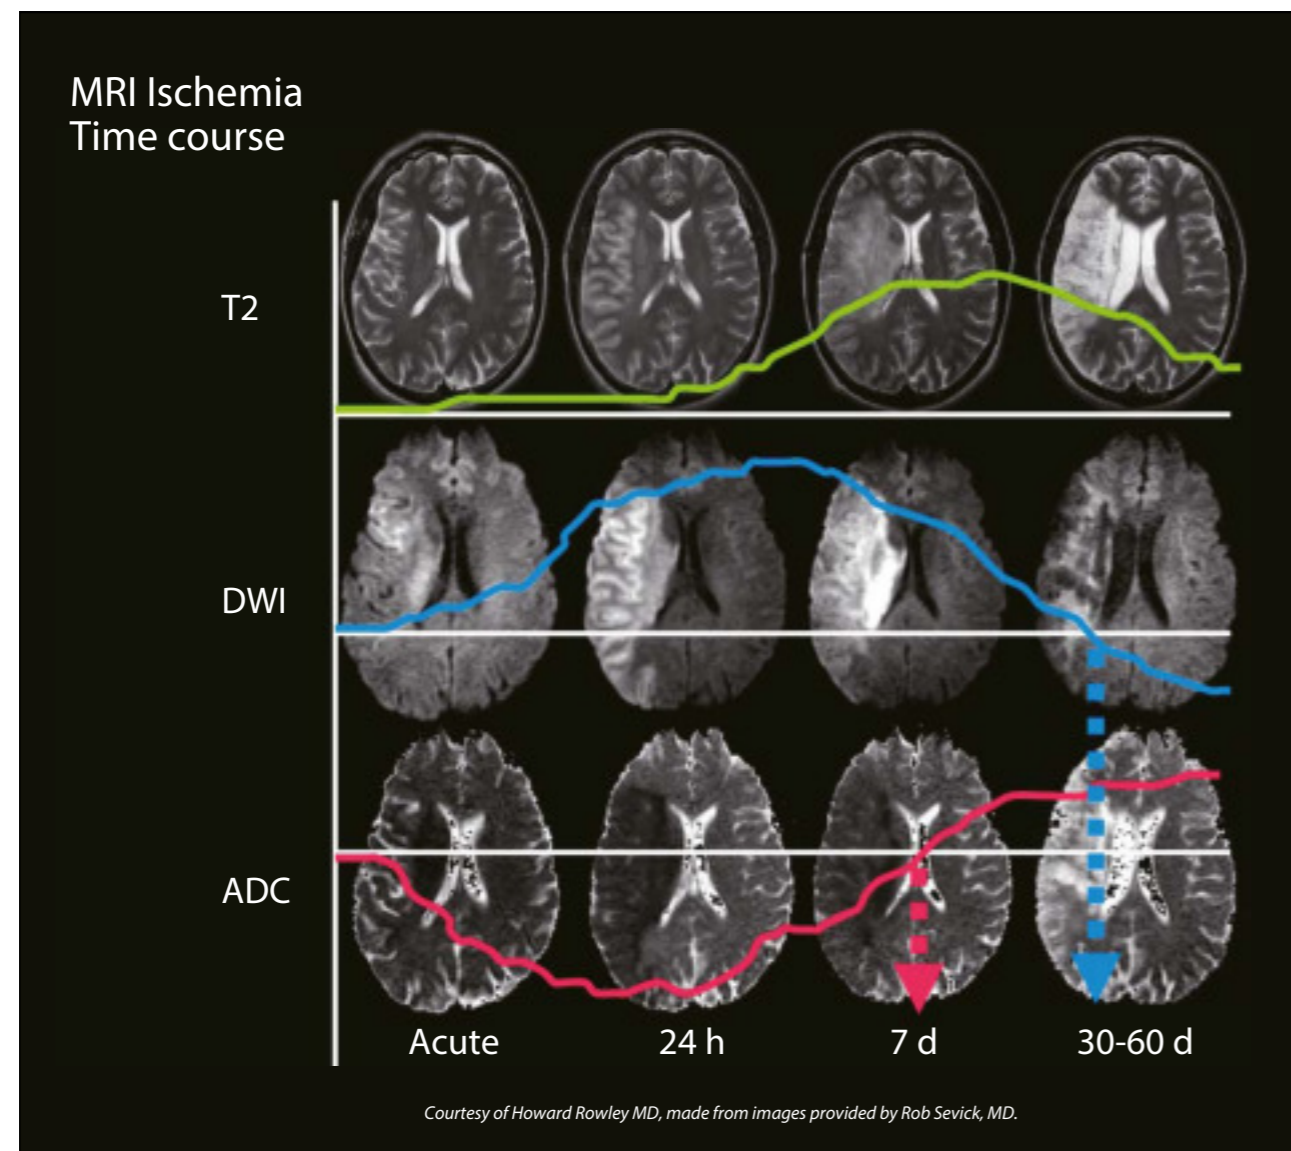 MRI Ischemia
Time course
T2
DWI
ADC
Acute
24 h
7 d
30-60 d
Courtesy of Howard Rowley MD, made from images provided by Rob Sevick, MD.